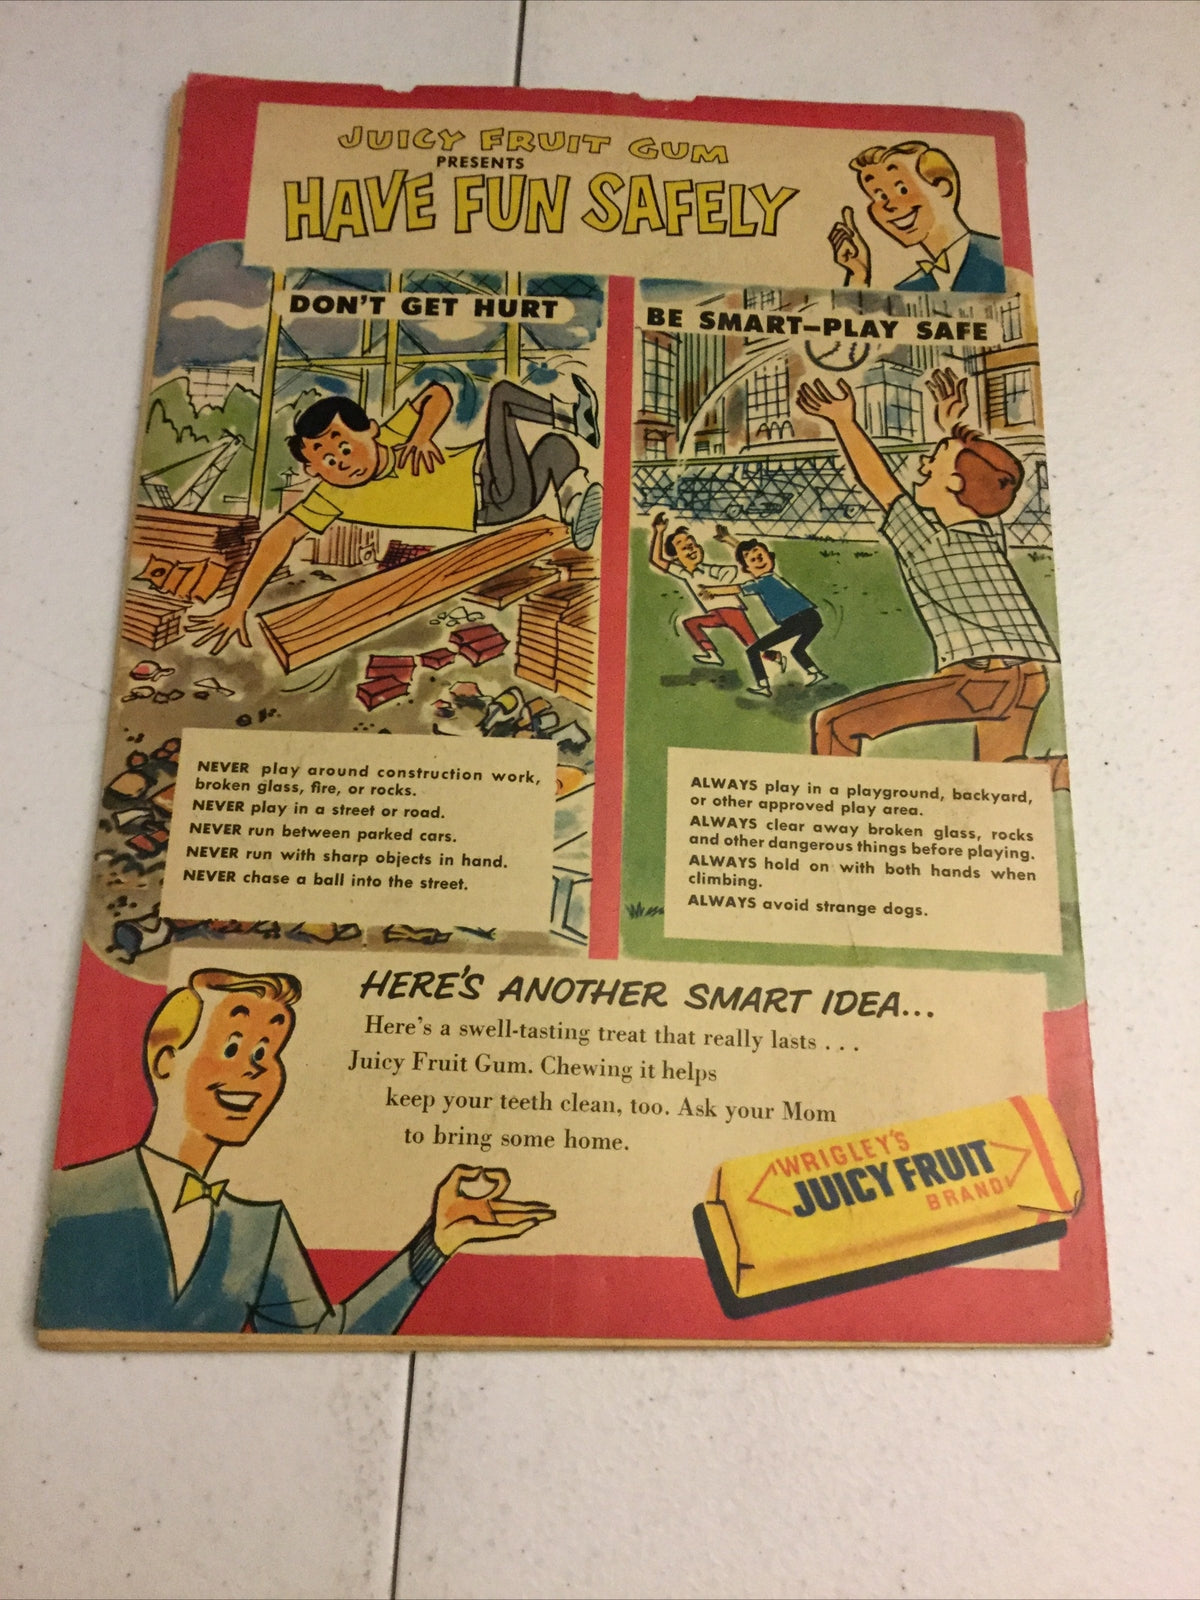 JUICY FRUIT GUM
PRESENTS
HAVE FUN SAFELY
DON'T GET HURT
NEVER play around construction work,
broken glass, fire, or rocks.
NEVER play in a street or road.
NEVER run between parked cars.
NEVER run with sharp objects in hand.
NEVER chase a ball into the street.
BE SMART—PLAY SAFE
ALWAYS play in a playground, backyard,
or other approved play area.
ALWAYS clear away broken glass, rocks
and other dangerous things before playing.
ALWAYS hold on with both hands when
climbing.
ALWAYS avoid strange dogs.
HERE'S ANOTHER SMART IDEA...
Here's a swell-tasting treat that really lasts . . .
Juicy Fruit Gum. Chewing it helps
keep your teeth clean, too. Ask your Mom
to bring some home.
WRIGLEY'S
JUICY FRUIT
BRAND